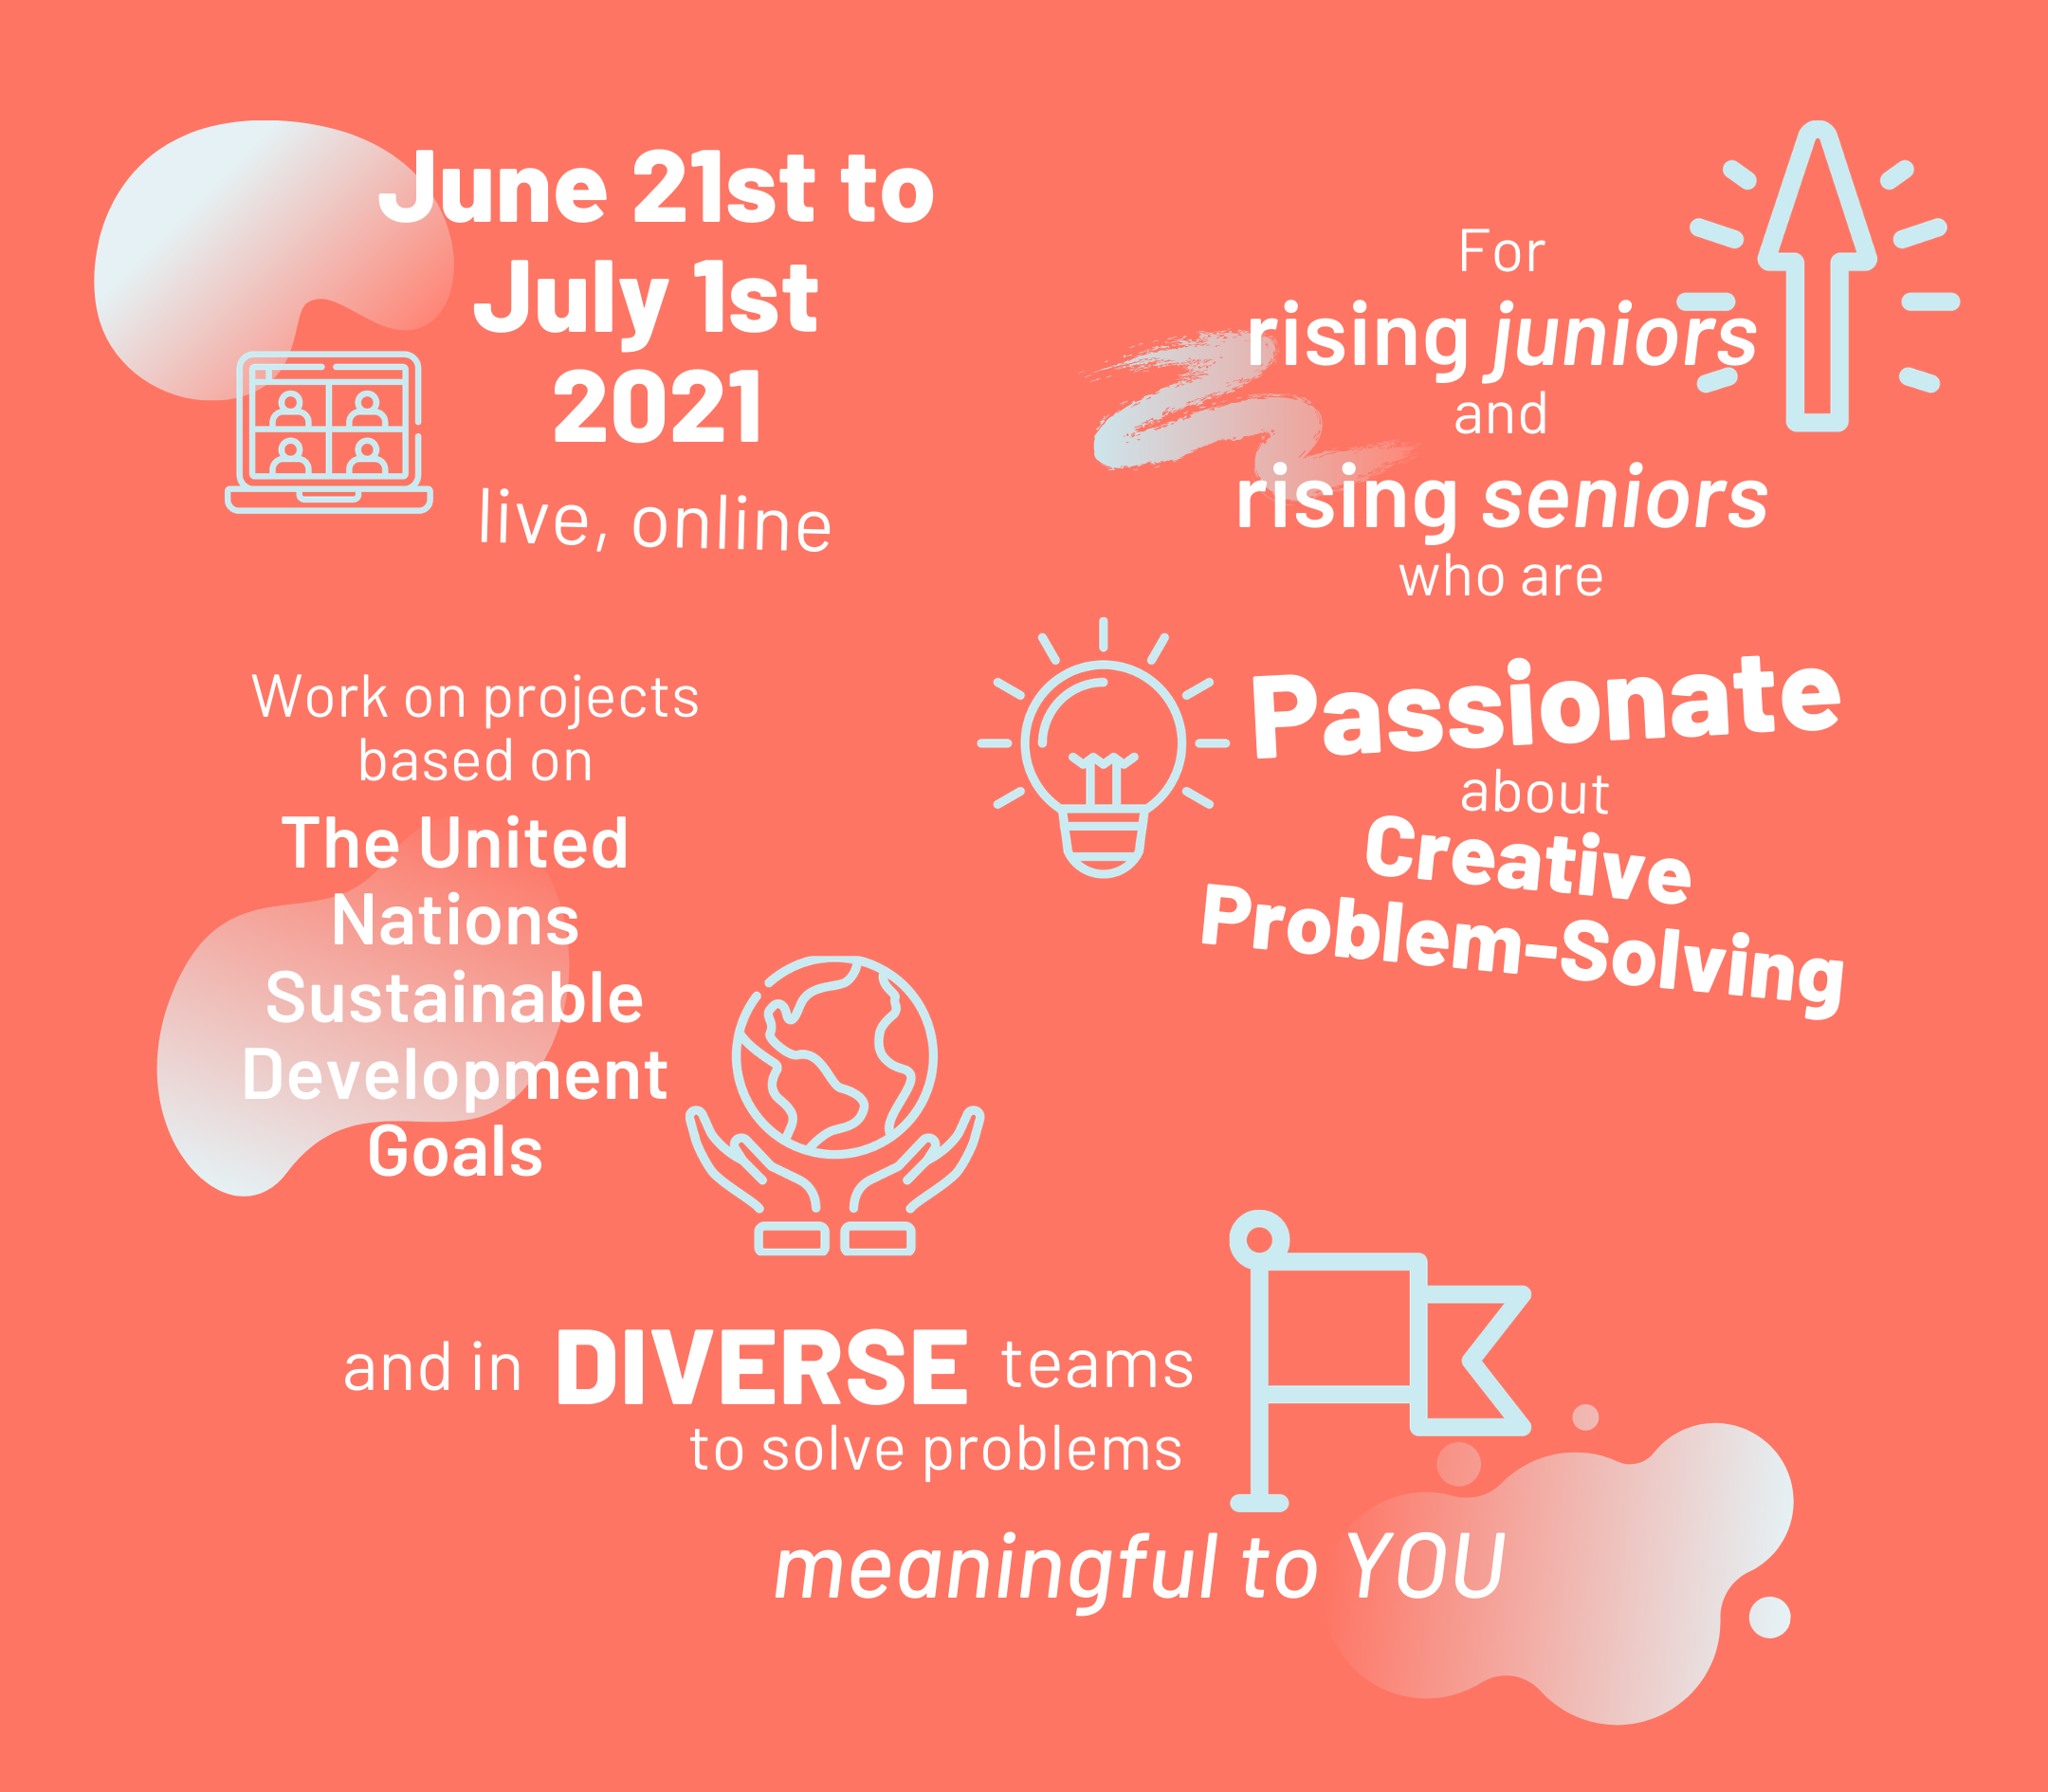 June 21st to
July 1st
2021
live, online
For
rising juniors
and
rising seniors
who are
Passionate
about
Creative
Problem-Solving
Work on projects
based on
The United
Nations
Sustainable
Development
Goals
and in DIVERSE teams
to solve problems
meaningful to YOU